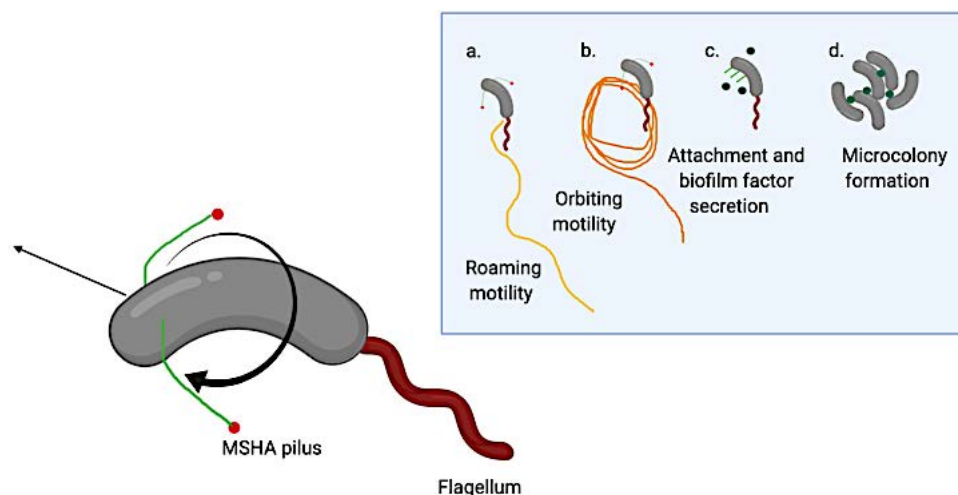 a.
b.
c.
d.
Roaming
motility
Orbiting
motility
Attachment and
biofilm factor
secretion
Microcolony
formation
MSHA pilus
Flagellum